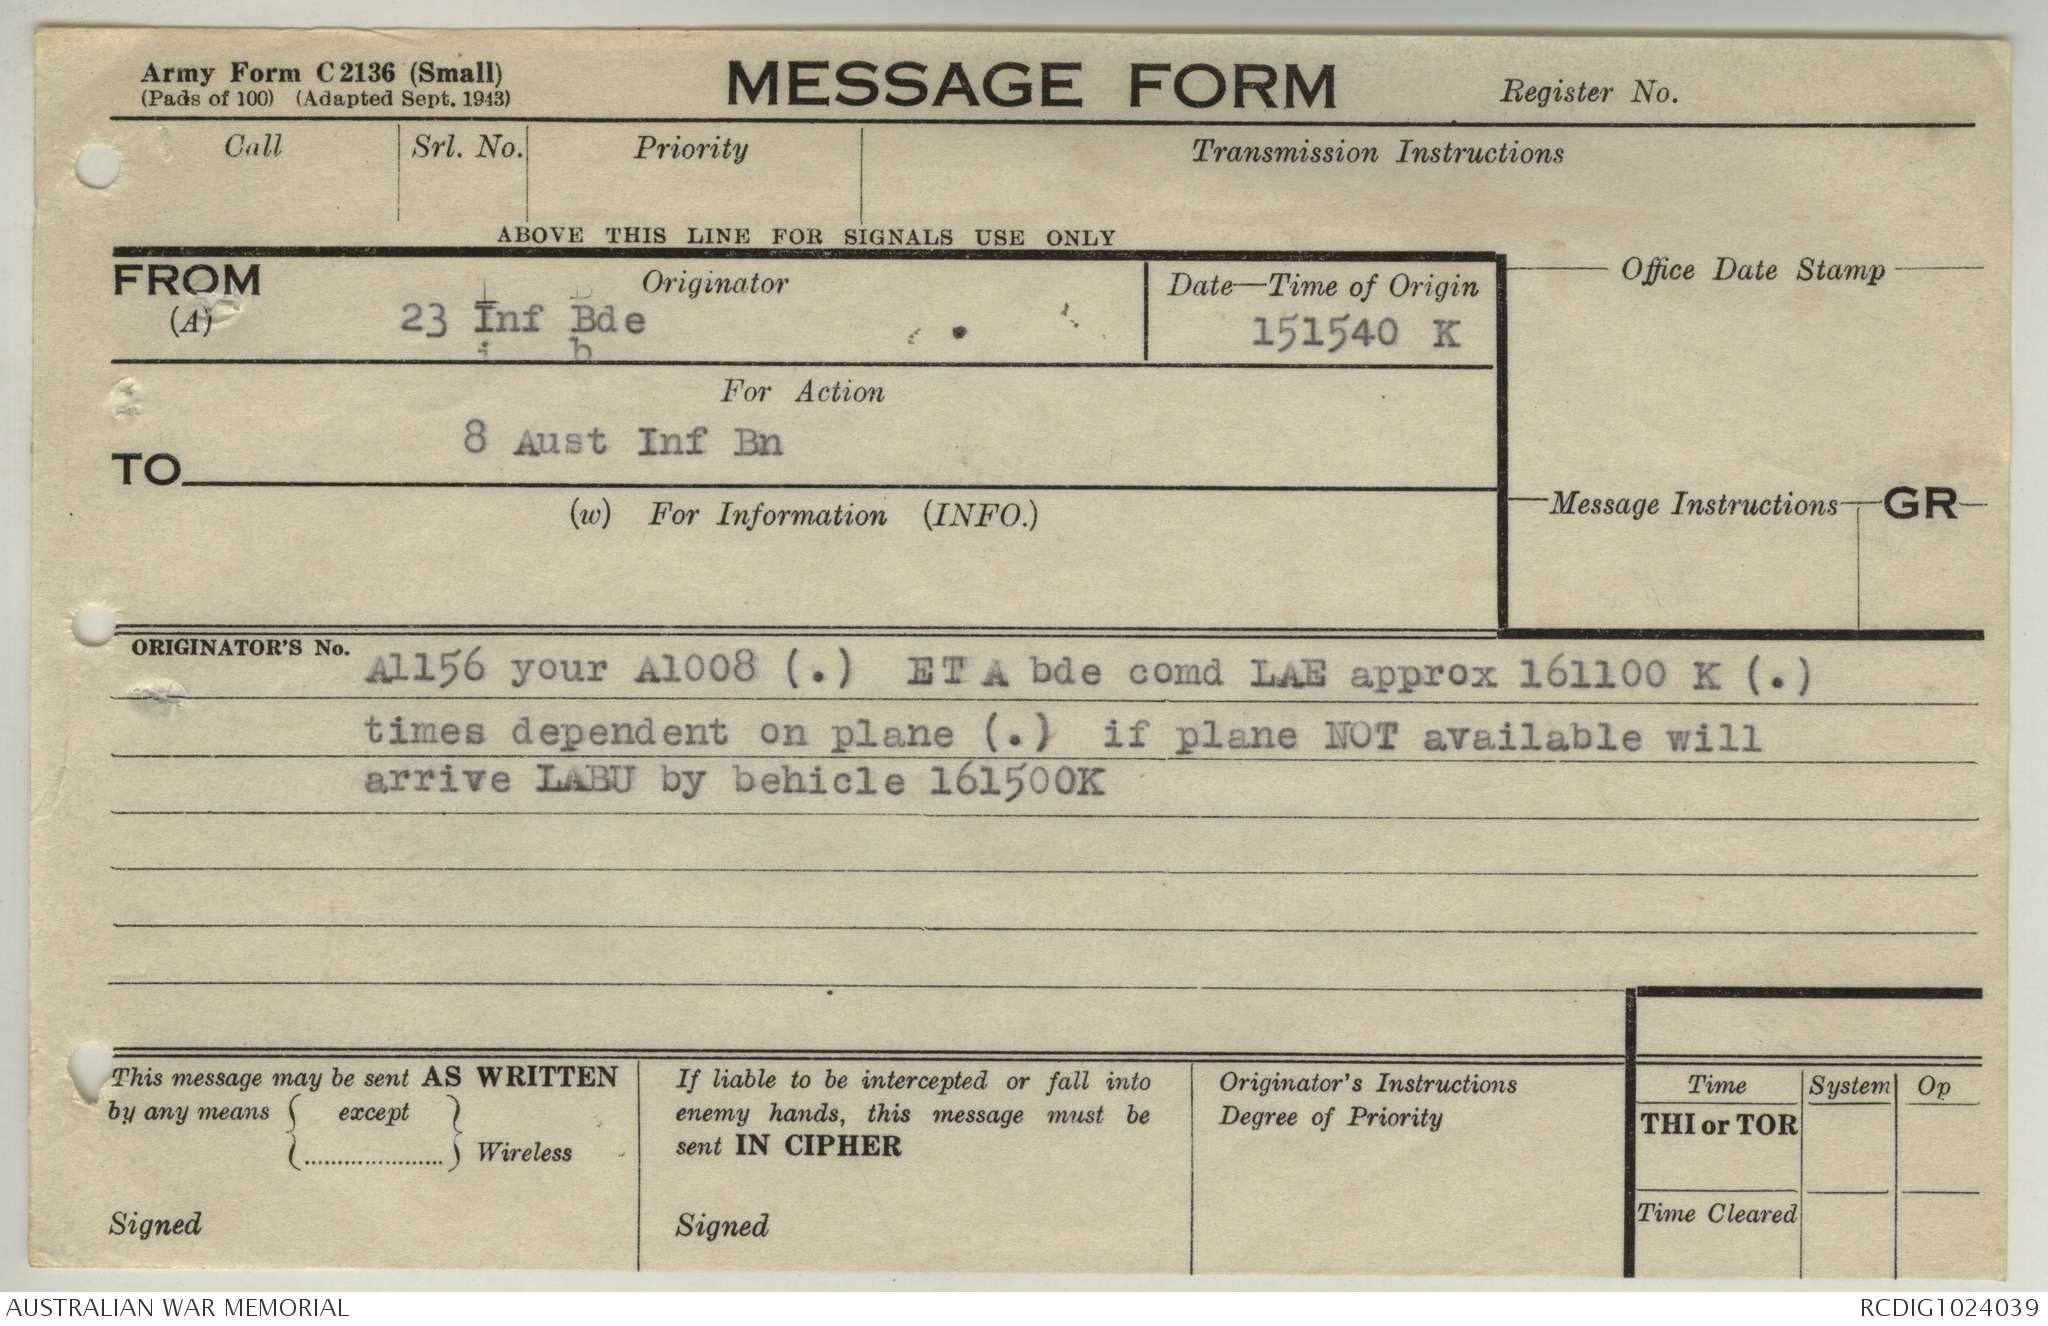 Army Form C 2136 (Small)
(Pads of 100) (Adapted Sept. 1943)
MESSAGE FORM
Register No.
Call
Srl. No.
Priority
Transmission Instructions
ABOVE THIS LINE FOR SIGNALS USE ONLY
FROM
(A)
Originator
23 Inf Bde
Date—Time of Origin
151540 K
Office Date Stamp
For Action
8 Aust Inf Bn
TO
(w) For Information (INFO.)
Message Instructions
GR
ORIGINATOR'S No.
A1156 your A1008 (.) ETA bde comd LAE approx 161100 K (.)
times dependent on plane (.) if plane NOT available will
arrive LABU by behicle 161500K
This message may be sent AS WRITTEN
by any means ( except )
(.....................) Wireless
Signed
If liable to be intercepted or fall into
enemy hands, this message must be
sent IN CIPHER
Signed
Originator's Instructions
Degree of Priority
Time
System
Op
THI or TOR
Time Cleared
AUSTRALIAN WAR MEMORIAL
RCDIG1024039